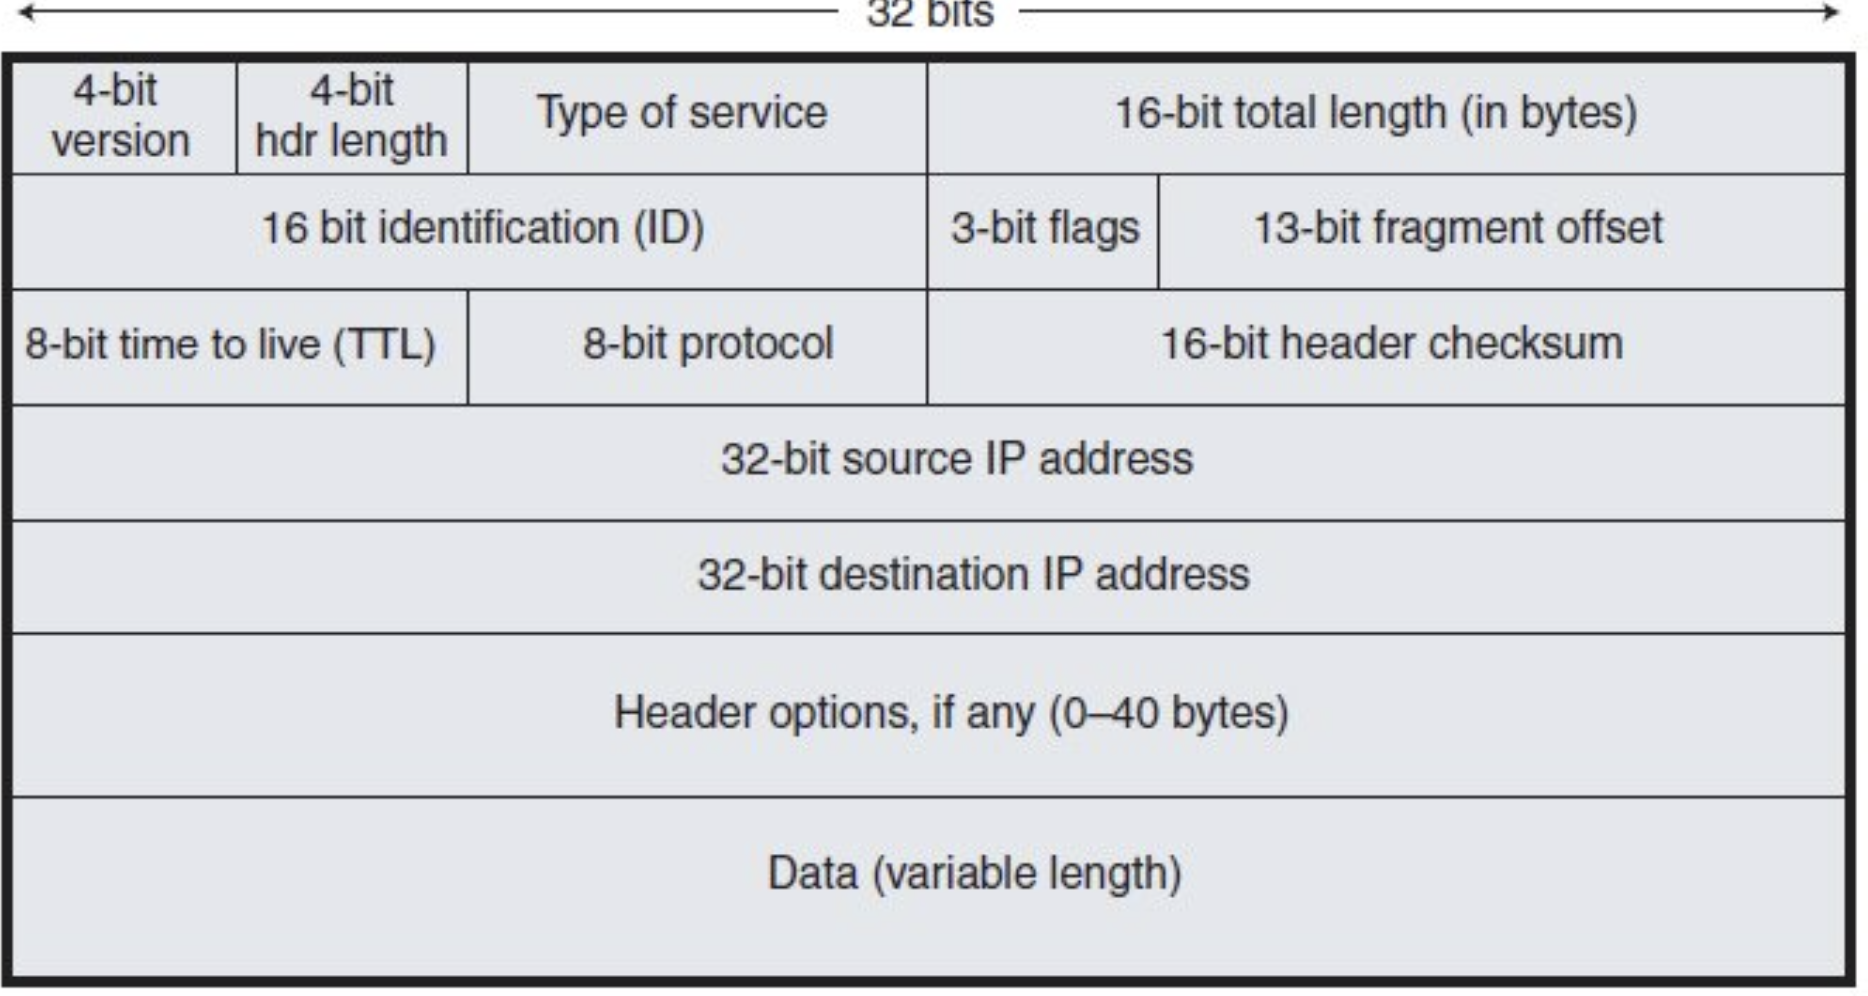 32 bits
4-bit
version
4-bit
hdr length
Type of service
16-bit total length (in bytes)
16 bit identification (ID)
3-bit flags
13-bit fragment offset
8-bit time to live (TTL)
8-bit protocol
16-bit header checksum
32-bit source IP address
32-bit destination IP address
Header options, if any (0–40 bytes)
Data (variable length)